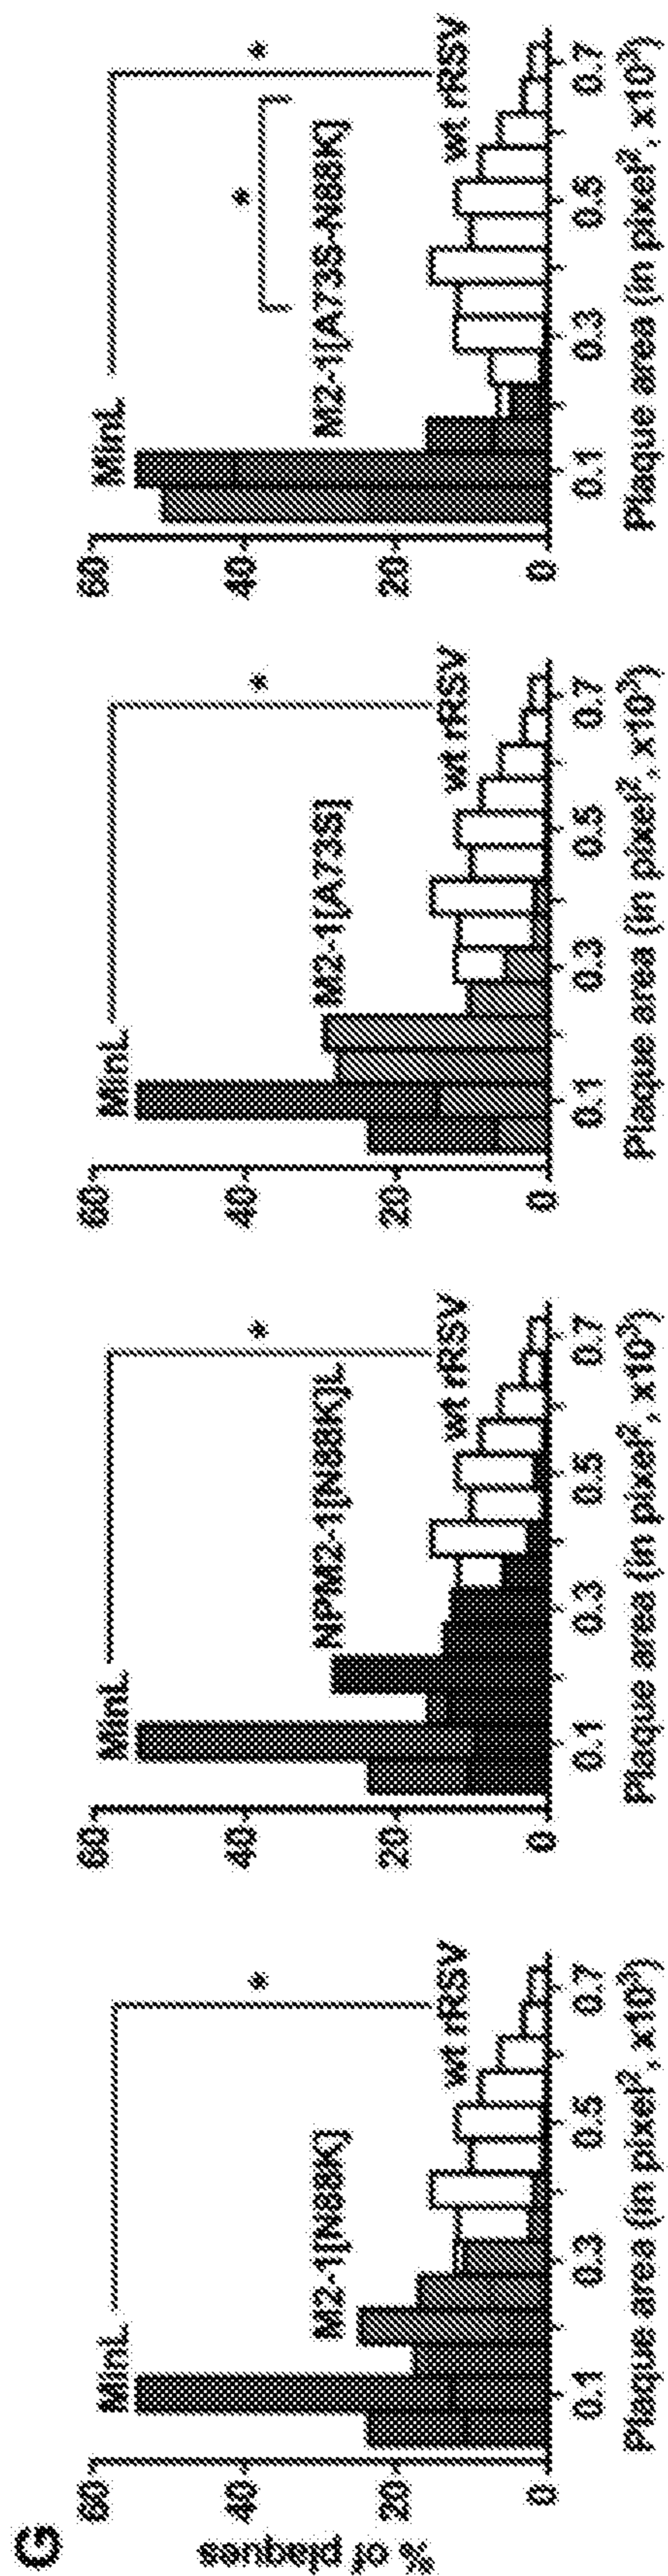 G
% of plaques
60
40
20
0
MinL
M2-1[N88K]
*
wt rRSV
0.1
0.3
0.5
0.7
Plaque area (in pixel², x10³)
60
40
20
0
MinL
NPM2-1[N88K]L
*
wt rRSV
0.1
0.3
0.5
0.7
Plaque area (in pixel², x10³)
60
40
20
0
MinL
M2-1[A73S]
*
wt rRSV
0.1
0.3
0.5
0.7
Plaque area (in pixel², x10³)
60
40
20
0
MinL
*
M2-1[A73S-N88K]
*
wt rRSV
0.1
0.3
0.5
0.7
Plaque area (in pixel², x10³)